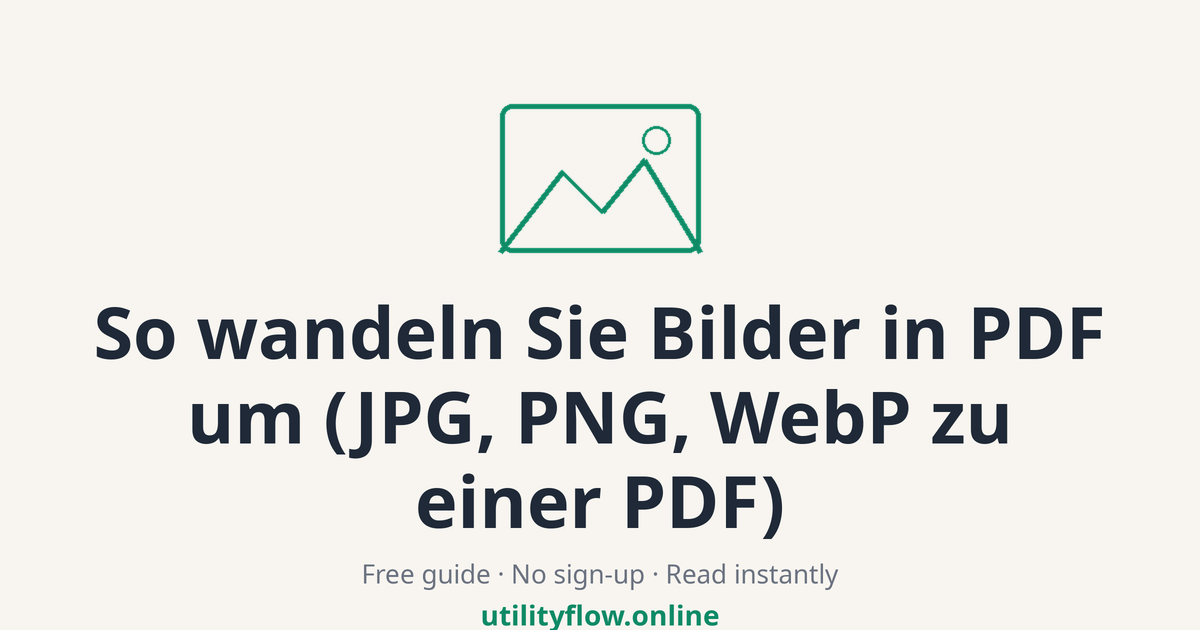 So wandeln Sie Bilder in PDF
um (JPG, PNG, WebP zu
einer PDF)
Free guide · No sign-up · Read instantly
utilityflow.online